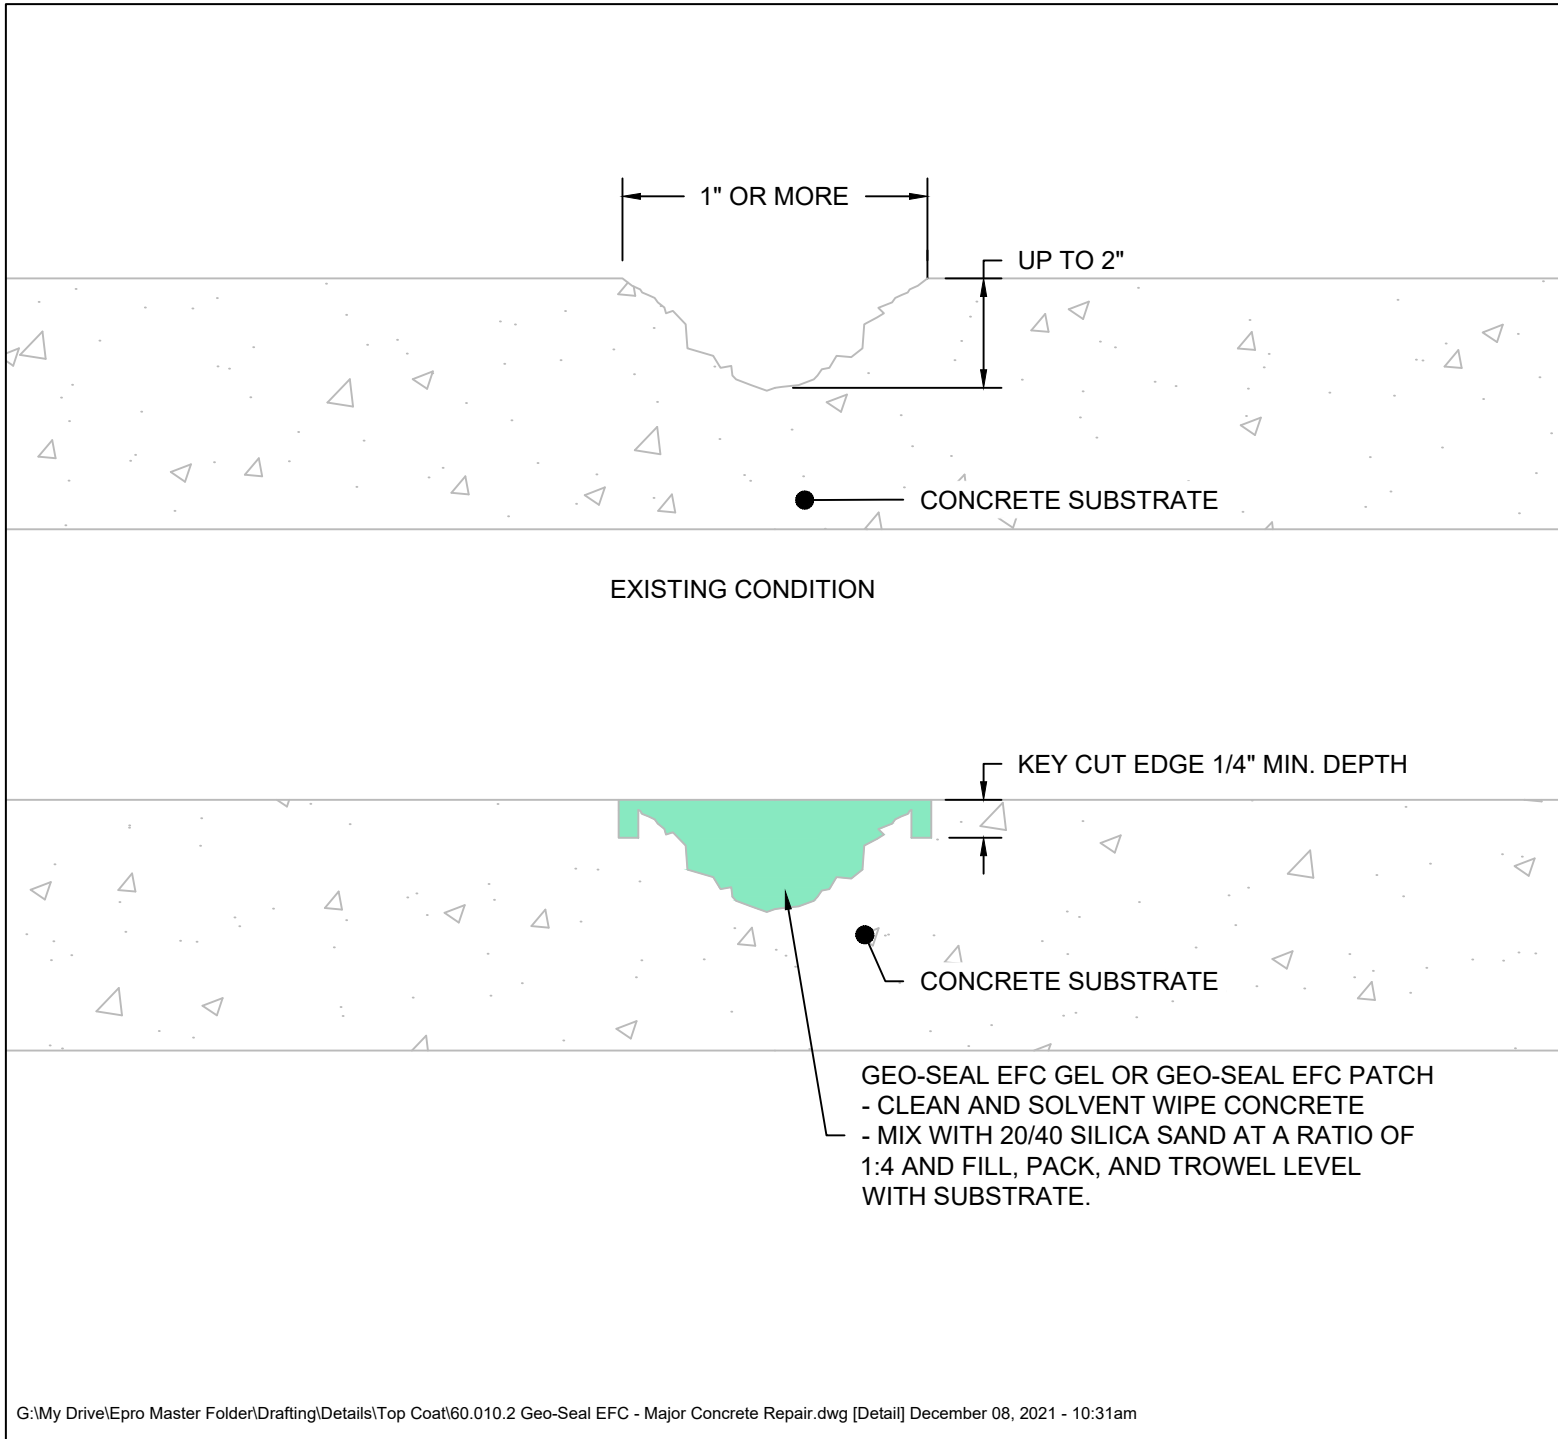 1" OR MORE
UP TO 2"
CONCRETE SUBSTRATE
EXISTING CONDITION
KEY CUT EDGE 1/4" MIN. DEPTH
CONCRETE SUBSTRATE
GEO-SEAL EFC GEL OR GEO-SEAL EFC PATCH
- CLEAN AND SOLVENT WIPE CONCRETE
- MIX WITH 20/40 SILICA SAND AT A RATIO OF
1:4 AND FILL, PACK, AND TROWEL LEVEL
WITH SUBSTRATE.
G:\My Drive\Epro Master Folder\Drafting\Details\Top Coat\60.010.2 Geo-Seal EFC - Major Concrete Repair.dwg [Detail] December 08, 2021 - 10:31am